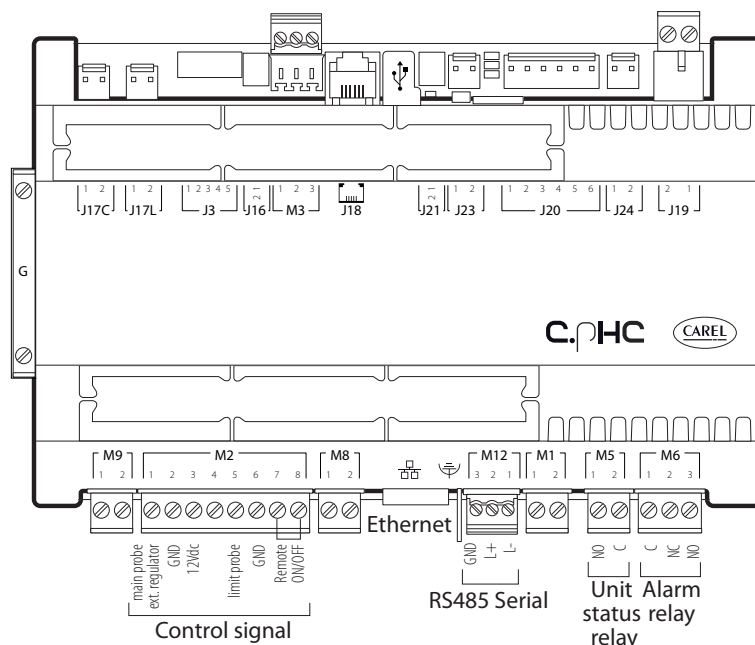 1 2 1 2 1 2 3 4 5 2 1 1 2 3 2 1 1 2 1 2 3 4 5 6 1 2 2 1
J17C J17L J3 J16 M3 J18 J21 J23 J20 J24 J19
G
C.pHC CAREL
M9 M2 M8 M12 M1 M5 M6
1 2 1 2 3 4 5 6 7 8 1 2 3 2 1 1 2 1 2 1 2 3
Ethernet
main probe
ext. regulator
GND
12Vdc
limit probe
GND
Remote
ON/OFF
GND
L+
L-
NO
C
C
NC
NO
Control signal
RS485 Serial
Unit
status
relay
Alarm
relay